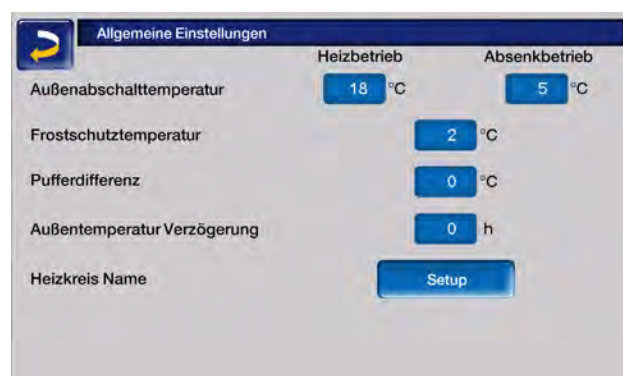 Allgemeine Einstellungen
Heizbetrieb Absenkbetrieb
Außenabschalttemperatur 18 °C 5 °C
Frostschutztemperatur 2 °C
Pufferdifferenz 0 °C
Außentemperatur Verzögerung 0 h
Heizkreis Name Setup